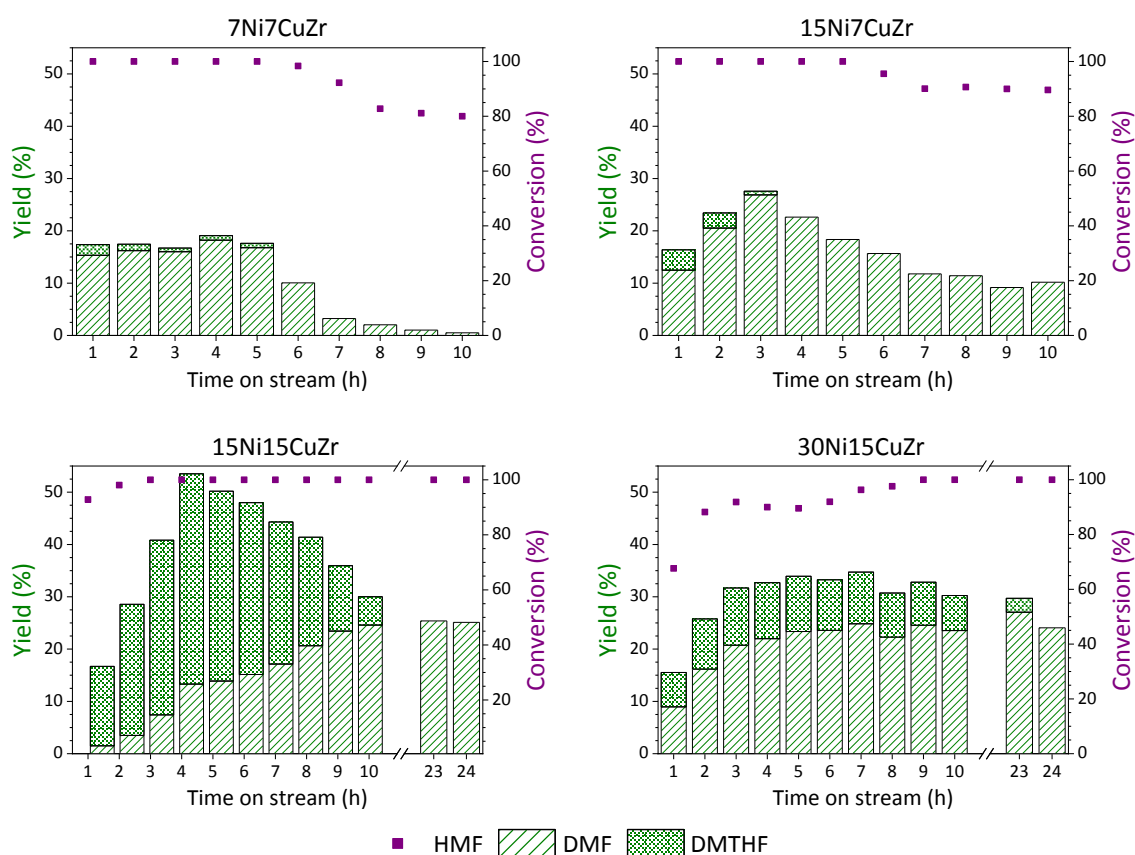 7Ni7CuZr
50
40
30
20
10
0
Yield (%)
100
80
60
40
20
0
Conversion (%)
1 2 3 4 5 6 7 8 9 10
Time on stream (h)
15Ni7CuZr
50
40
30
20
10
0
Yield (%)
100
80
60
40
20
0
Conversion (%)
1 2 3 4 5 6 7 8 9 10
Time on stream (h)
15Ni15CuZr
50
40
30
20
10
0
Yield (%)
100
80
60
40
20
Conversion (%)
1 2 3 4 5 6 7 8 9 10 23 24
Time on stream (h)
30Ni15CuZr
50
40
30
20
10
0
Yield (%)
100
80
60
40
20
0
Conversion (%)
1 2 3 4 5 6 7 8 9 10 23 24
Time on stream (h)
HMF DMF DMTHF